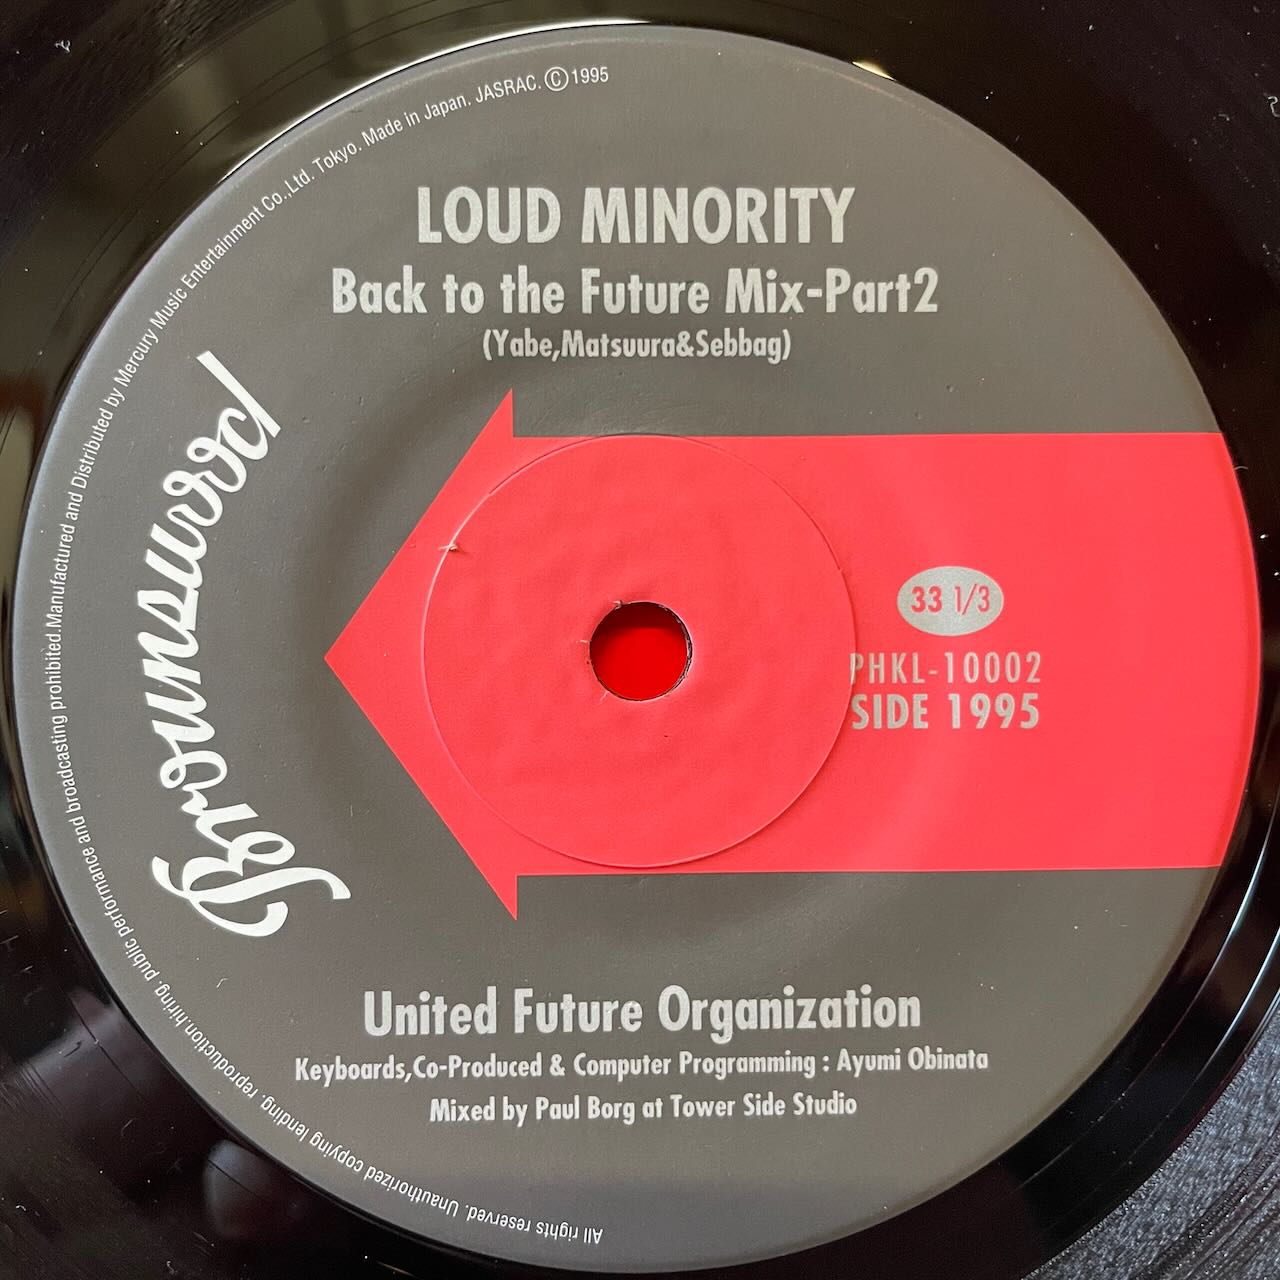 LOUD MINORITY
Back to the Future Mix-Part2
(Yabe,Matsuura&Sebbag)
Brownswood
33 1/3
PHKL-10002
SIDE 1995
United Future Organization
Keyboards,Co-Produced & Computer Programming : Ayumi Obinata
Mixed by Paul Borg at Tower Side Studio
All rights reserved. Unauthorized copying lending. reproduction.hiring. public performance and broadcasting prohibited.Manufactured and Distributed by Mercury Music Entertainment Co.,Ltd. Tokyo. Made in Japan. JASRAC. Ⓒ 1995